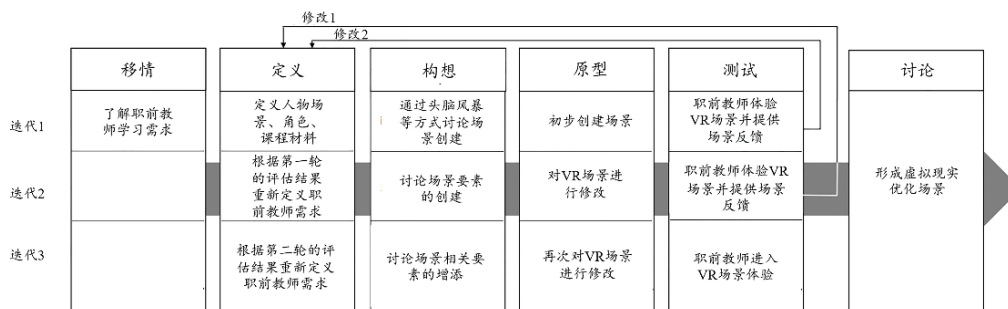 修改1
修改2
移情
定义
构想
原型
测试
讨论
迭代1
了解职前教
师学习需求
定义人物场
景、角色、
课程材料
通过头脑风暴
等方式讨论场
景创建
初步创建场景
职前教师体验
VR场景并提供
场景反馈
迭代2
根据第一轮
的评估结果
重新定义职
前教师需求
讨论场景要素
的创建
对VR场景进
行修改
职前教师体验VR
场景并提供场景
反馈
形成虚拟现实
优化场景
迭代3
根据第二轮的评
估结果重新定义
职前教师需求
讨论场景相关要
素的增添
再次对VR场景
进行修改
职前教师进入
VR场景体验